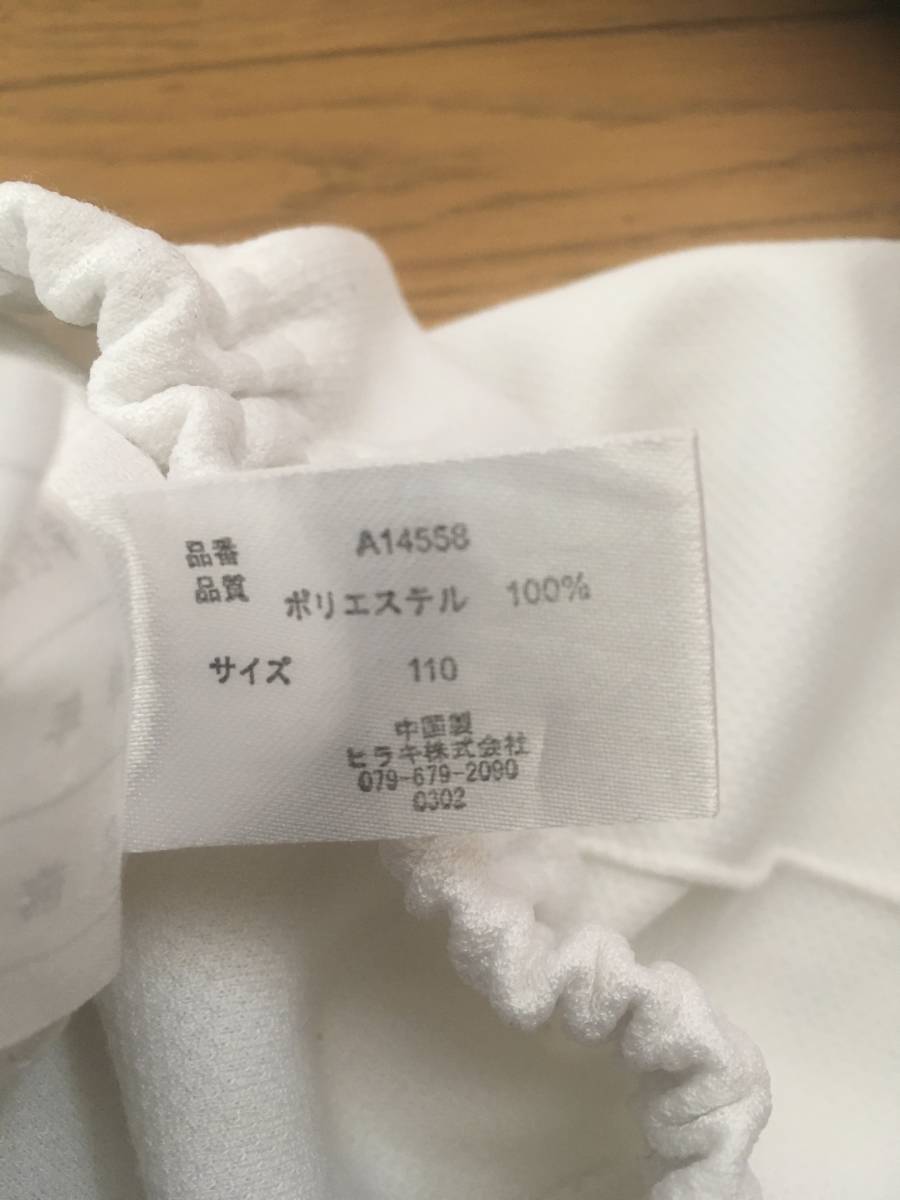 品番 A14558
品質 ポリエステル 100%
サイズ 110
中国製
ヒラキ株式会社
079-679-2090
0302